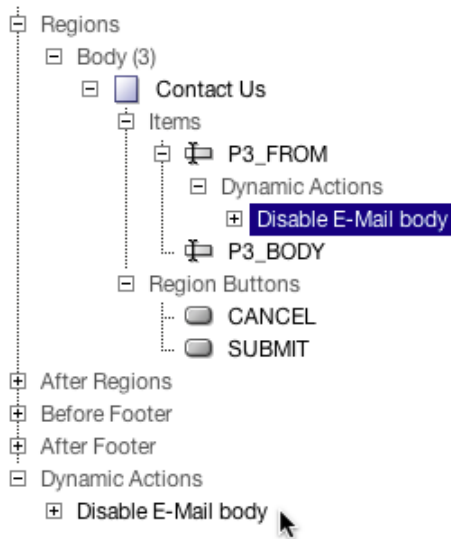 Regions
Body (3)
Contact Us
Items
P3_FROM
Dynamic Actions
Disable E-Mail body
P3_BODY
Region Buttons
CANCEL
SUBMIT
After Regions
Before Footer
After Footer
Dynamic Actions
Disable E-Mail body